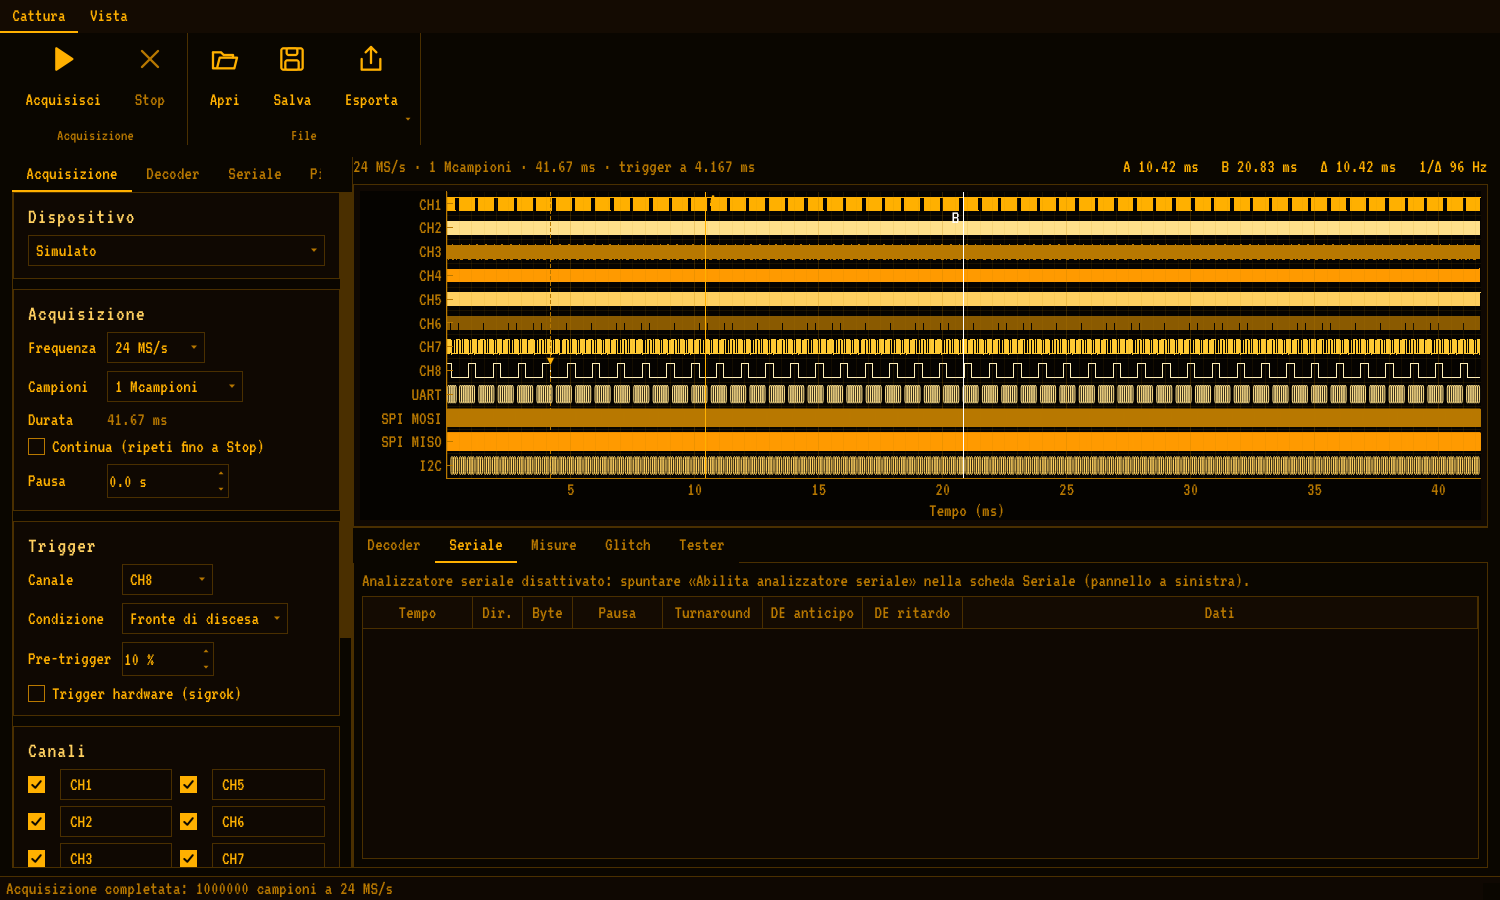 Cattura Vista
Acquisisci Stop Apri Salva Esporta
Acquisizione File
Acquisizione Decoder Seriale
24 MS/s · 1 Mcampioni · 41.67 ms · trigger a 4.167 ms
A 10.42 ms B 20.83 ms Δ 10.42 ms 1/Δ 96 Hz
Dispositivo
Simulato
Acquisizione
Frequenza 24 MS/s
Campioni 1 Mcampioni
Durata 41.67 ms
Continua (ripeti fino a Stop)
Pausa 0.0 s
Trigger
Canale CH8
Condizione Fronte di discesa
Pre-trigger 10 %
Trigger hardware (sigrok)
Canali
CH1 CH5
CH2 CH6
CH3 CH7
CH1
B
CH2
CH3
CH4
CH5
CH6
CH7
CH8
UART
SPI MOSI
SPI MISO
I2C
5 10 15 20 25 30 35 40
Tempo (ms)
Decoder Seriale Misure Glitch Tester
Analizzatore seriale disattivato: spuntare «Abilita analizzatore seriale» nella scheda Seriale (pannello a sinistra).
Tempo Dir. Byte Pausa Turnaround DE anticipo DE ritardo Dati
Acquisizione completata: 1000000 campioni a 24 MS/s